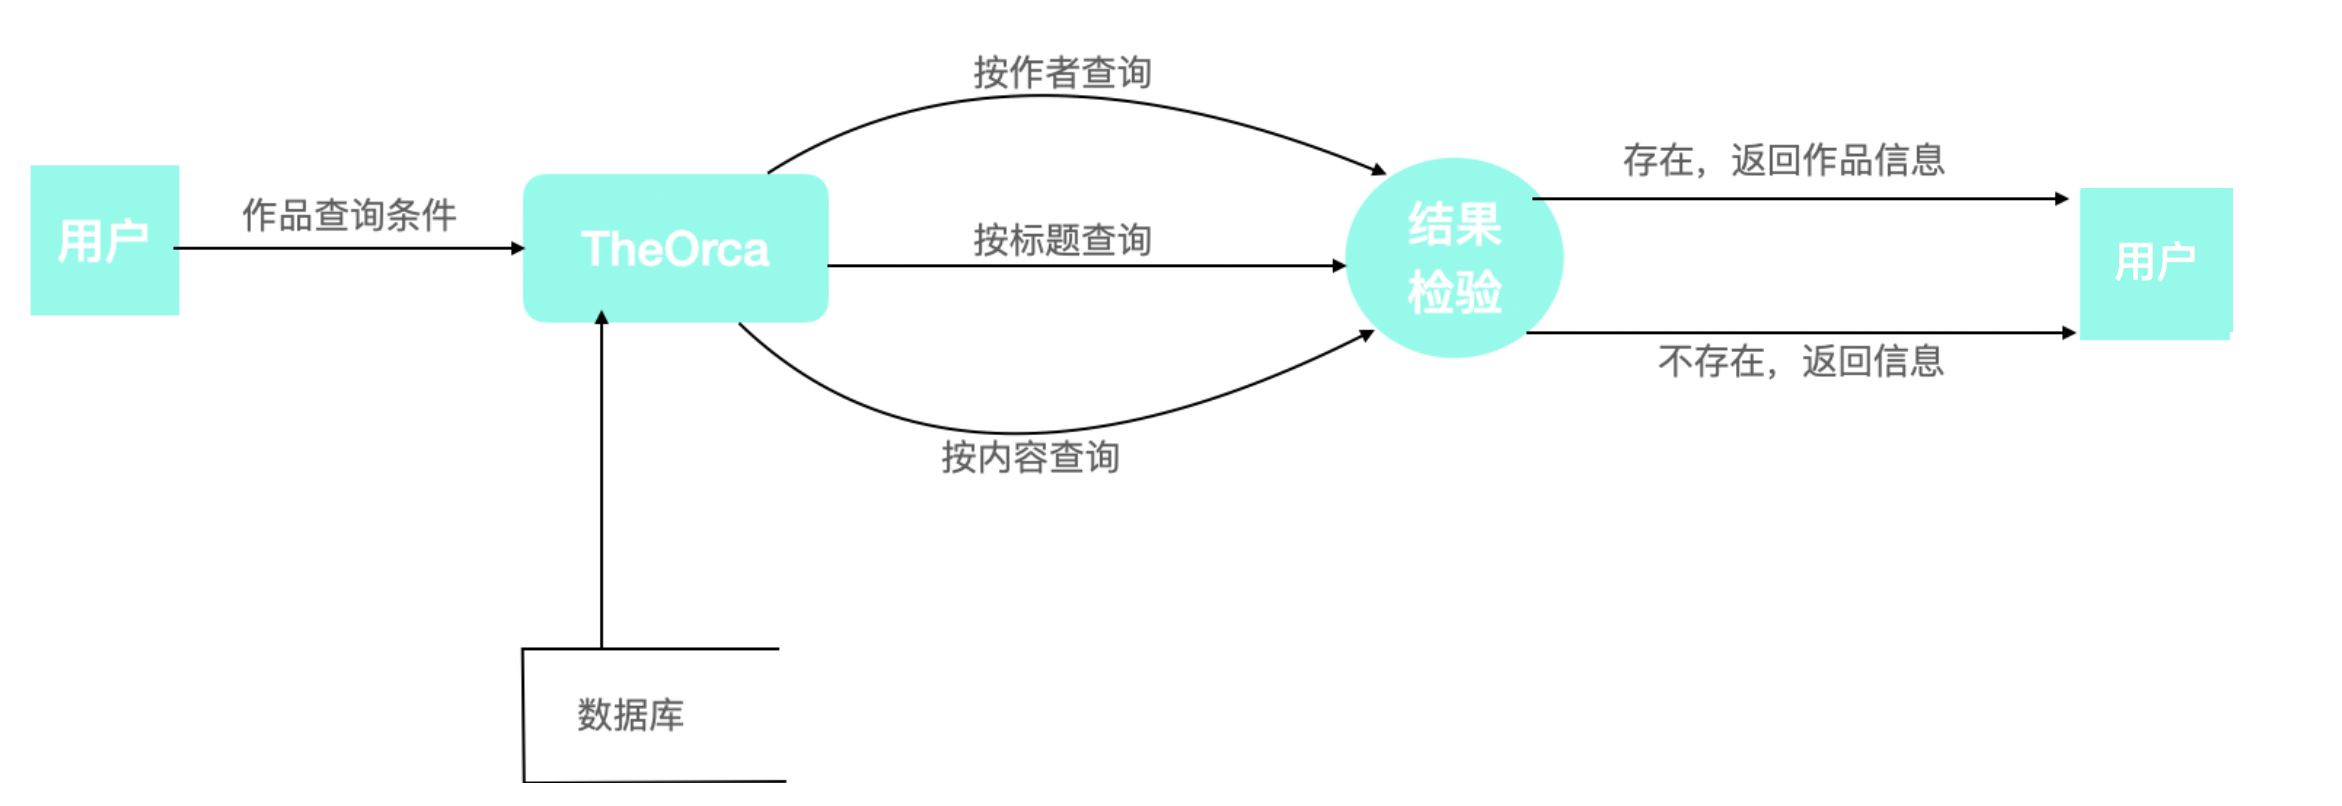 按作者查询
存在，返回作品信息
用户
作品查询条件
TheOrca
按标题查询
结果
检验
用户
不存在，返回信息
按内容查询
数据库